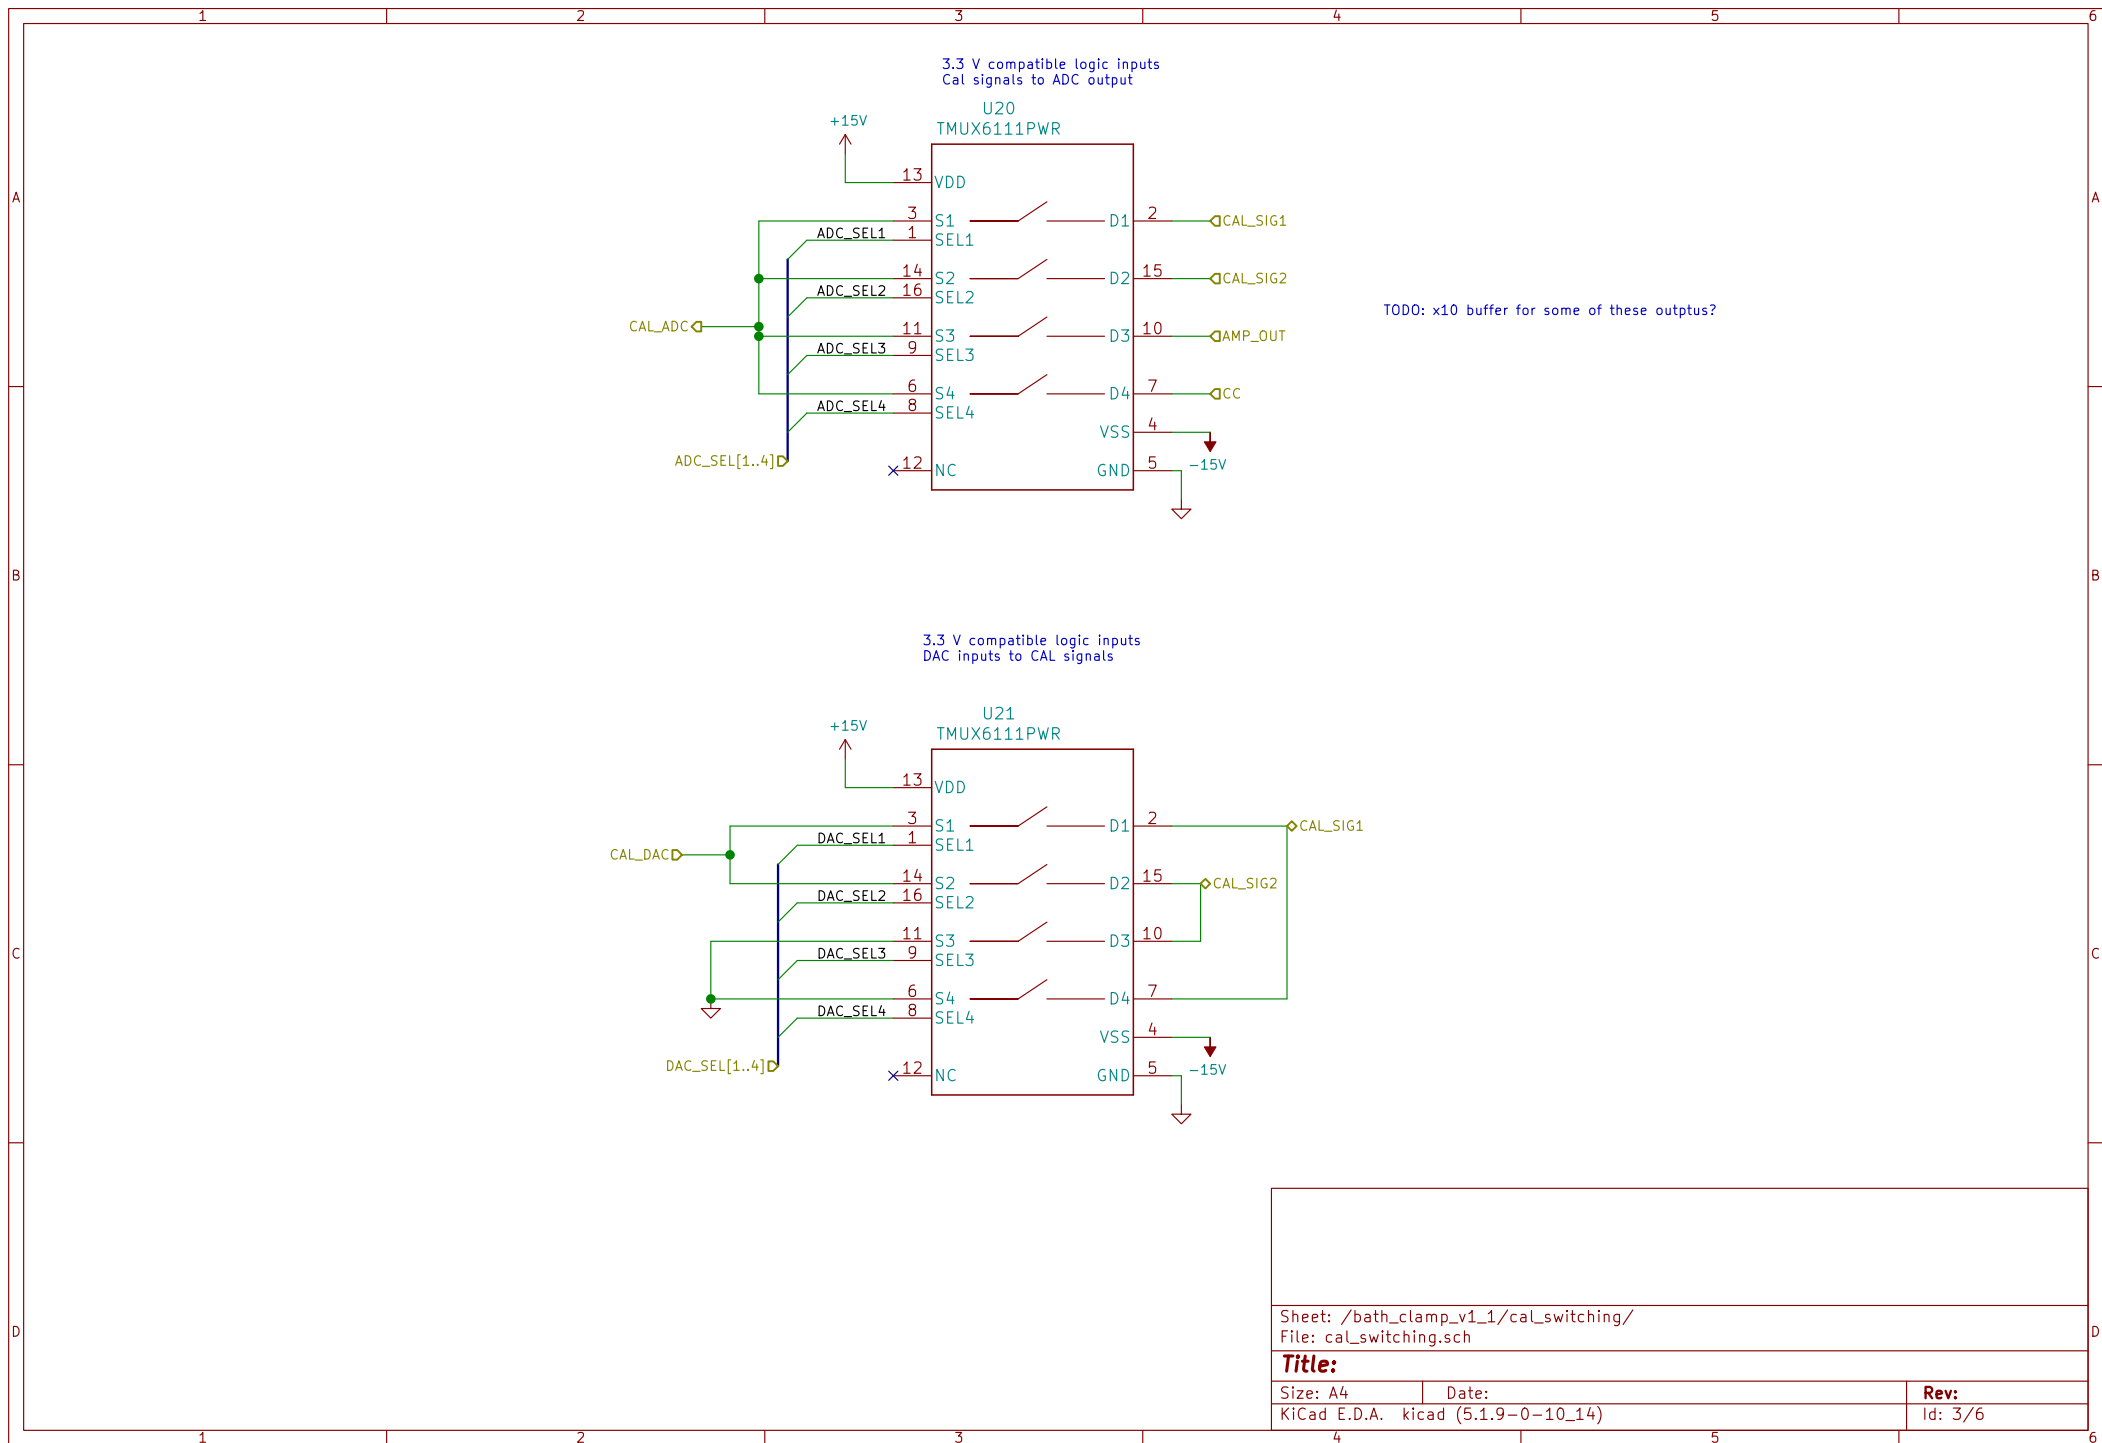 1 2 3 4 5 6
3.3 V compatible logic inputs
Cal signals to ADC output
U20
TMUX6111PWR
+15V
13 VDD
A A
3 S1 D1 2 CAL_SIG1
ADC_SEL1 1 SEL1
14 S2 D2 15 CAL_SIG2
ADC_SEL2 16 SEL2
TODO: x10 buffer for some of these outptus?
CAL_ADC
11 S3 D3 10 AMP_OUT
ADC_SEL3 9 SEL3
6 S4 D4 7 CC
ADC_SEL4 8 SEL4
VSS 4
ADC_SEL[1..4]
-15V
12 NC GND 5
B B
3.3 V compatible logic inputs
DAC inputs to CAL signals
U21
TMUX6111PWR
+15V
13 VDD
3 S1 D1 2 CAL_SIG1
DAC_SEL1 1 SEL1
CAL_DAC
14 S2 D2 15 CAL_SIG2
DAC_SEL2 16 SEL2
11 S3 D3 10
C C
DAC_SEL3 9 SEL3
6 S4 D4 7
DAC_SEL4 8 SEL4
VSS 4
DAC_SEL[1..4]
-15V
12 NC GND 5
Sheet: /bath_clamp_v1_1/cal_switching/
D D
File: cal_switching.sch
Title:
Size: A4 Date: Rev:
KiCad E.D.A. kicad (5.1.9-0-10_14) Id: 3/6
1 2 3 4 5 6